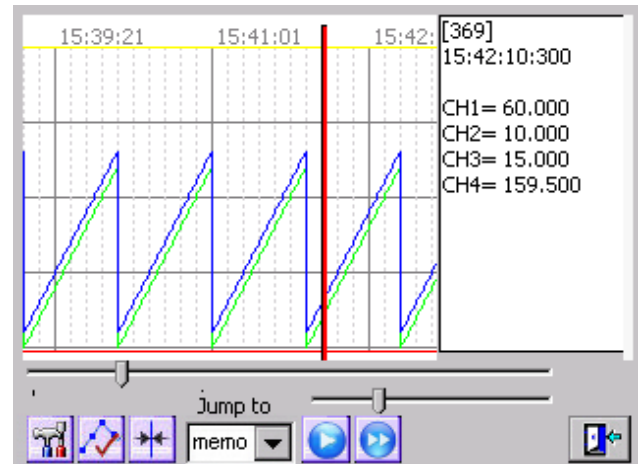 15:39:21 15:41:01 15:42:
[369]
15:42:10:300
CH1= 60.000
CH2= 10.000
CH3= 15.000
CH4= 159.500
Jump to
memo